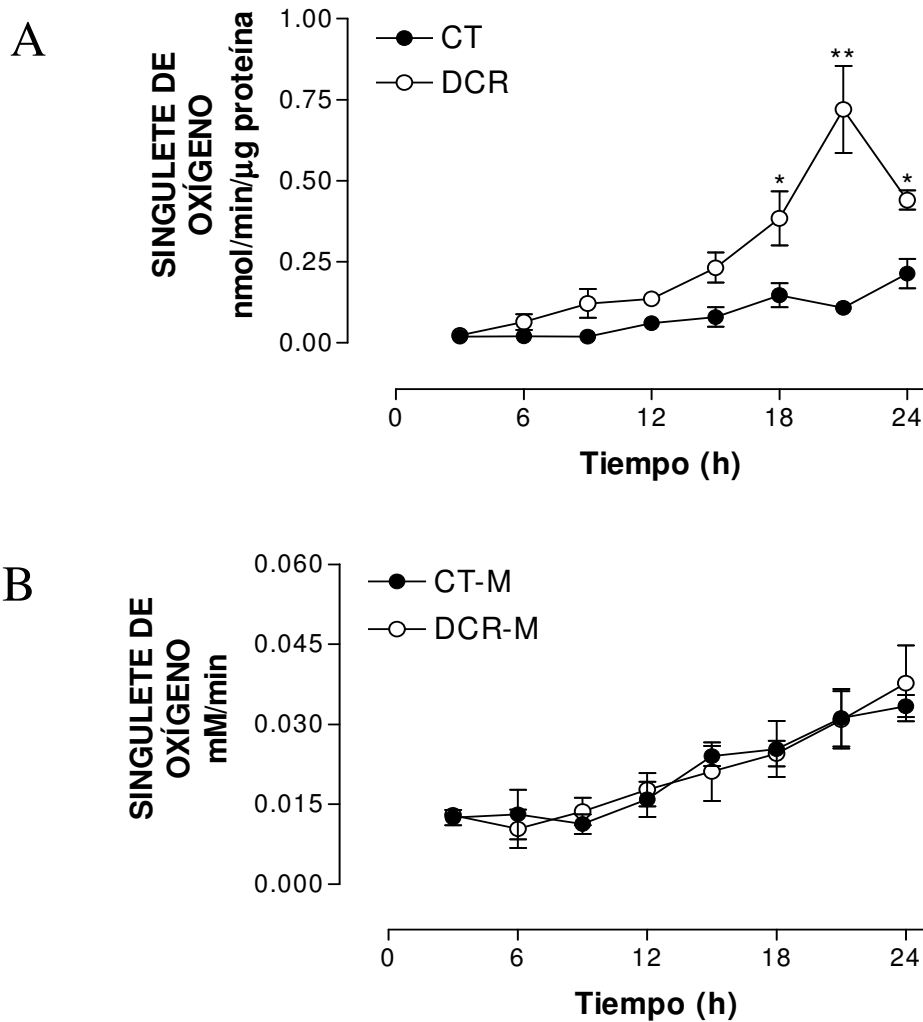 A
SINGULETE DE
OXÍGENO
nmol/min/µg proteína
1.00
0.75
0.50
0.25
0.00
CT
DCR
*
**
*
0 6 12 18 24
Tiempo (h)
B
SINGULETE DE
OXÍGENO
mM/min
0.060
0.045
0.030
0.015
0.000
CT-M
DCR-M
0 6 12 18 24
Tiempo (h)